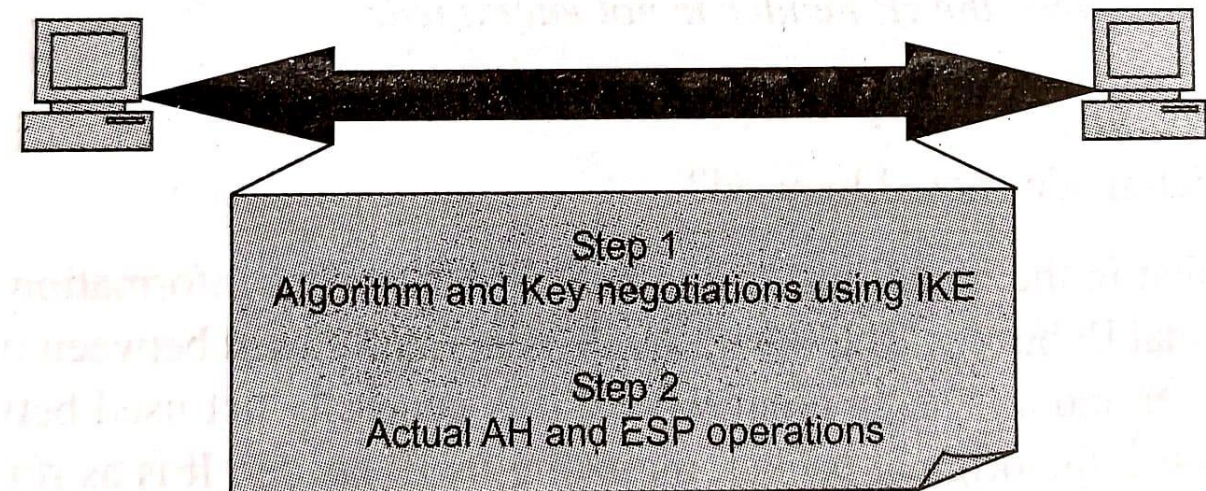 Step 1
Algorithm and Key negotiations using IKE
Step 2
Actual AH and ESP operations